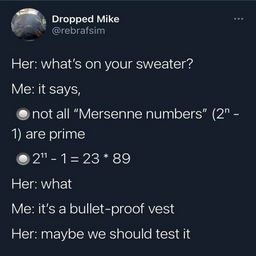 Dropped Mike
@rebrafsim
Her: what's on your sweater?
Me: it says,
not all “Mersenne numbers” (2ⁿ -
1) are prime
2¹¹ - 1 = 23 * 89
Her: what
Me: it's a bullet-proof vest
Her: maybe we should test it